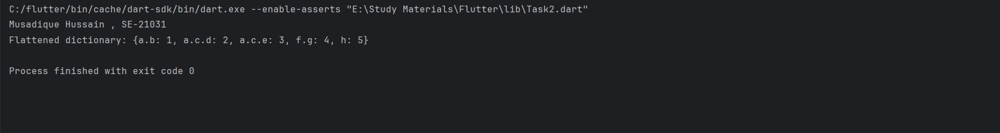 C:/flutter/bin/cache/dart-sdk/bin/dart.exe --enable-asserts "E:\Study Materials\Flutter\lib\Task2.dart"
Musadique Hussain , SE-21031
Flattened dictionary: {a.b: 1, a.c.d: 2, a.c.e: 3, f.g: 4, h: 5}
Process finished with exit code 0